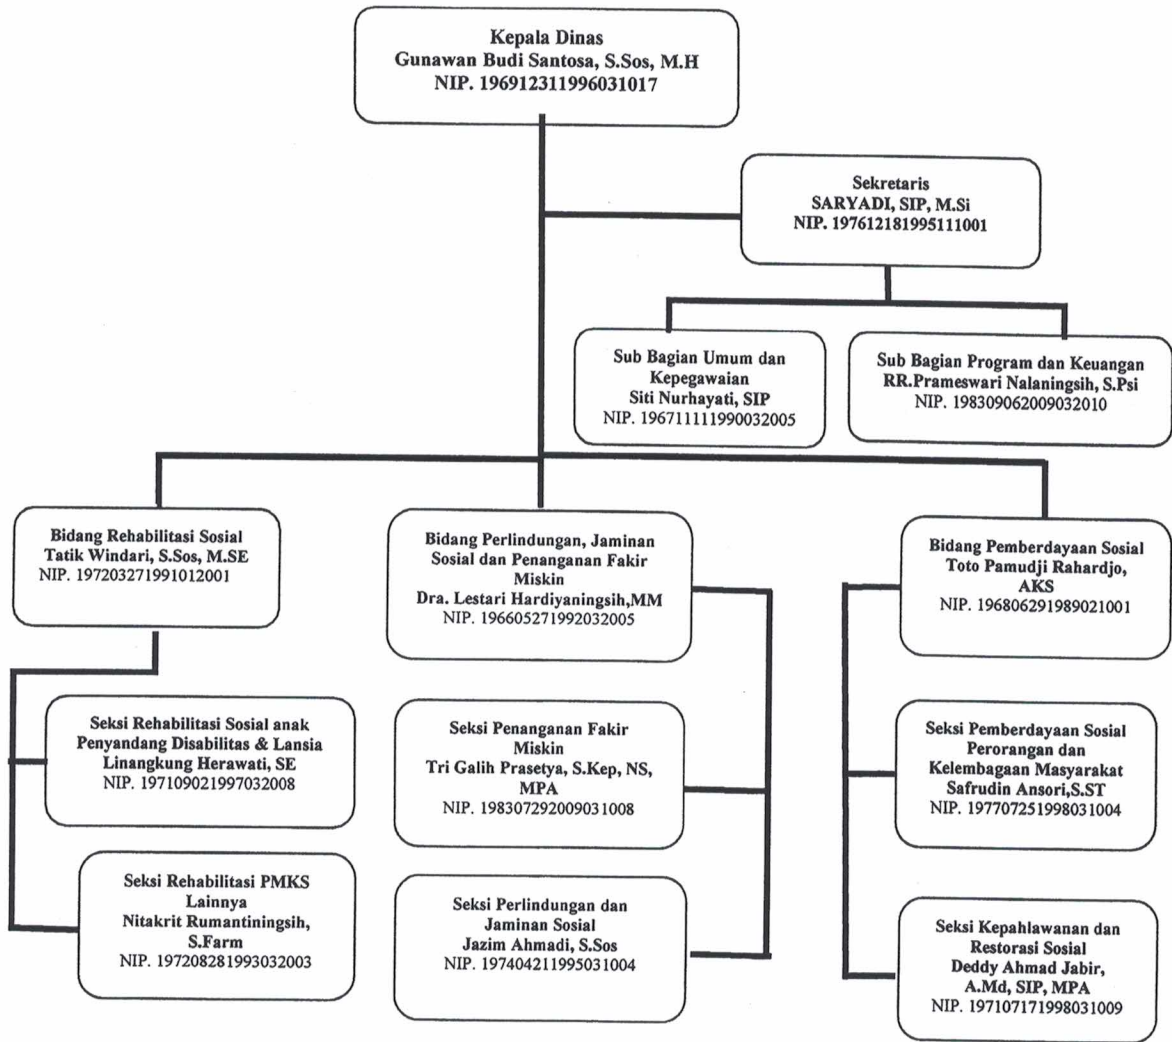 Kepala Dinas
Gunawan Budi Santosa, S.Sos, M.H
NIP. 196912311996031017
Sekretaris
SARYADI, SIP, M.Si
NIP. 197612181995111001
Sub Bagian Umum dan
Kepegawaian
Siti Nurhayati, SIP
NIP. 196711111990032005
Sub Bagian Program dan Keuangan
RR.Prameswari Nalaningsih, S.Psi
NIP. 198309062009032010
Bidang Rehabilitasi Sosial
Tatik Windari, S.Sos, M.SE
NIP. 197203271991012001
Bidang Perlindungan, Jaminan
Sosial dan Penanganan Fakir
Miskin
Dra. Lestari Hardiyaningsih,MM
NIP. 196605271992032005
Bidang Pemberdayaan Sosial
Toto Pamudji Rahardjo,
AKS
NIP. 196806291989021001
Seksi Rehabilitasi Sosial anak
Penyandang Disabilitas & Lansia
Linangkung Herawati, SE
NIP. 197109021997032008
Seksi Penanganan Fakir
Miskin
Tri Galih Prasetya, S.Kep, NS,
MPA
NIP. 198307292009031008
Seksi Pemberdayaan Sosial
Perorangan dan
Kelembagaan Masyarakat
Safrudin Ansori,S.ST
NIP. 197707251998031004
Seksi Rehabilitasi PMKS
Lainnya
Nitakrit Rumantiningsih,
S.Farm
NIP. 197208281993032003
Seksi Perlindungan dan
Jaminan Sosial
Jazim Ahmadi, S.Sos
NIP. 197404211995031004
Seksi Kepahlawanan dan
Restorasi Sosial
Deddy Ahmad Jabir,
A.Md, SIP, MPA
NIP. 197107171998031009